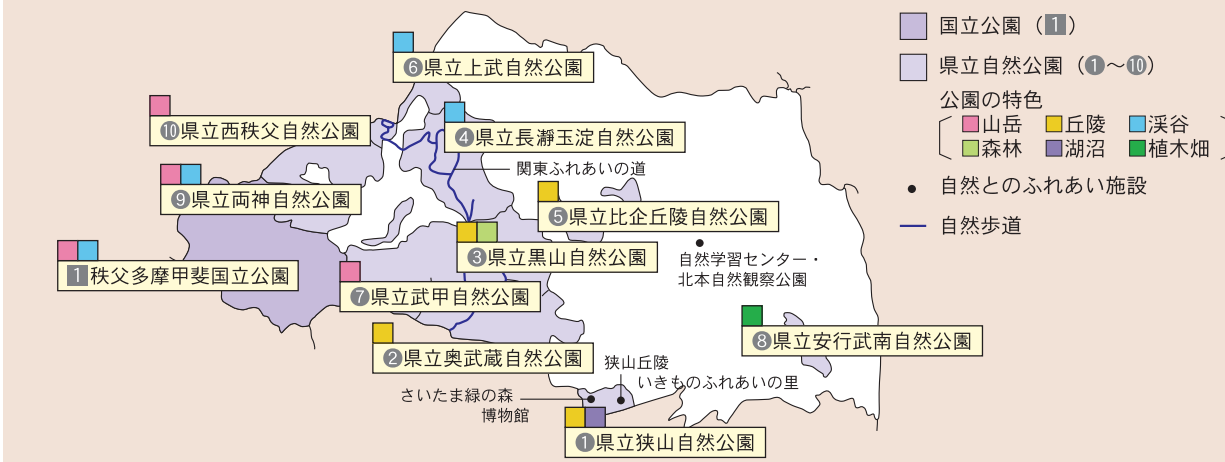 国立公園（1）
県立自然公園（❶～❿）
公園の特色
山岳 丘陵 渓谷
森林 湖沼 植木畑
自然とのふれあい施設
自然歩道
❻県立上武自然公園
❿県立西秩父自然公園
❹県立長瀞玉淀自然公園
関東ふれあいの道
❾県立両神自然公園
❺県立比企丘陵自然公園
❸県立黒山自然公園
自然学習センター・
北本自然観察公園
1秩父多摩甲斐国立公園
❼県立武甲自然公園
❽県立安行武南自然公園
❷県立奥武蔵自然公園
狭山丘陵
いきものふれあいの里
さいたま緑の森
博物館
❶県立狭山自然公園